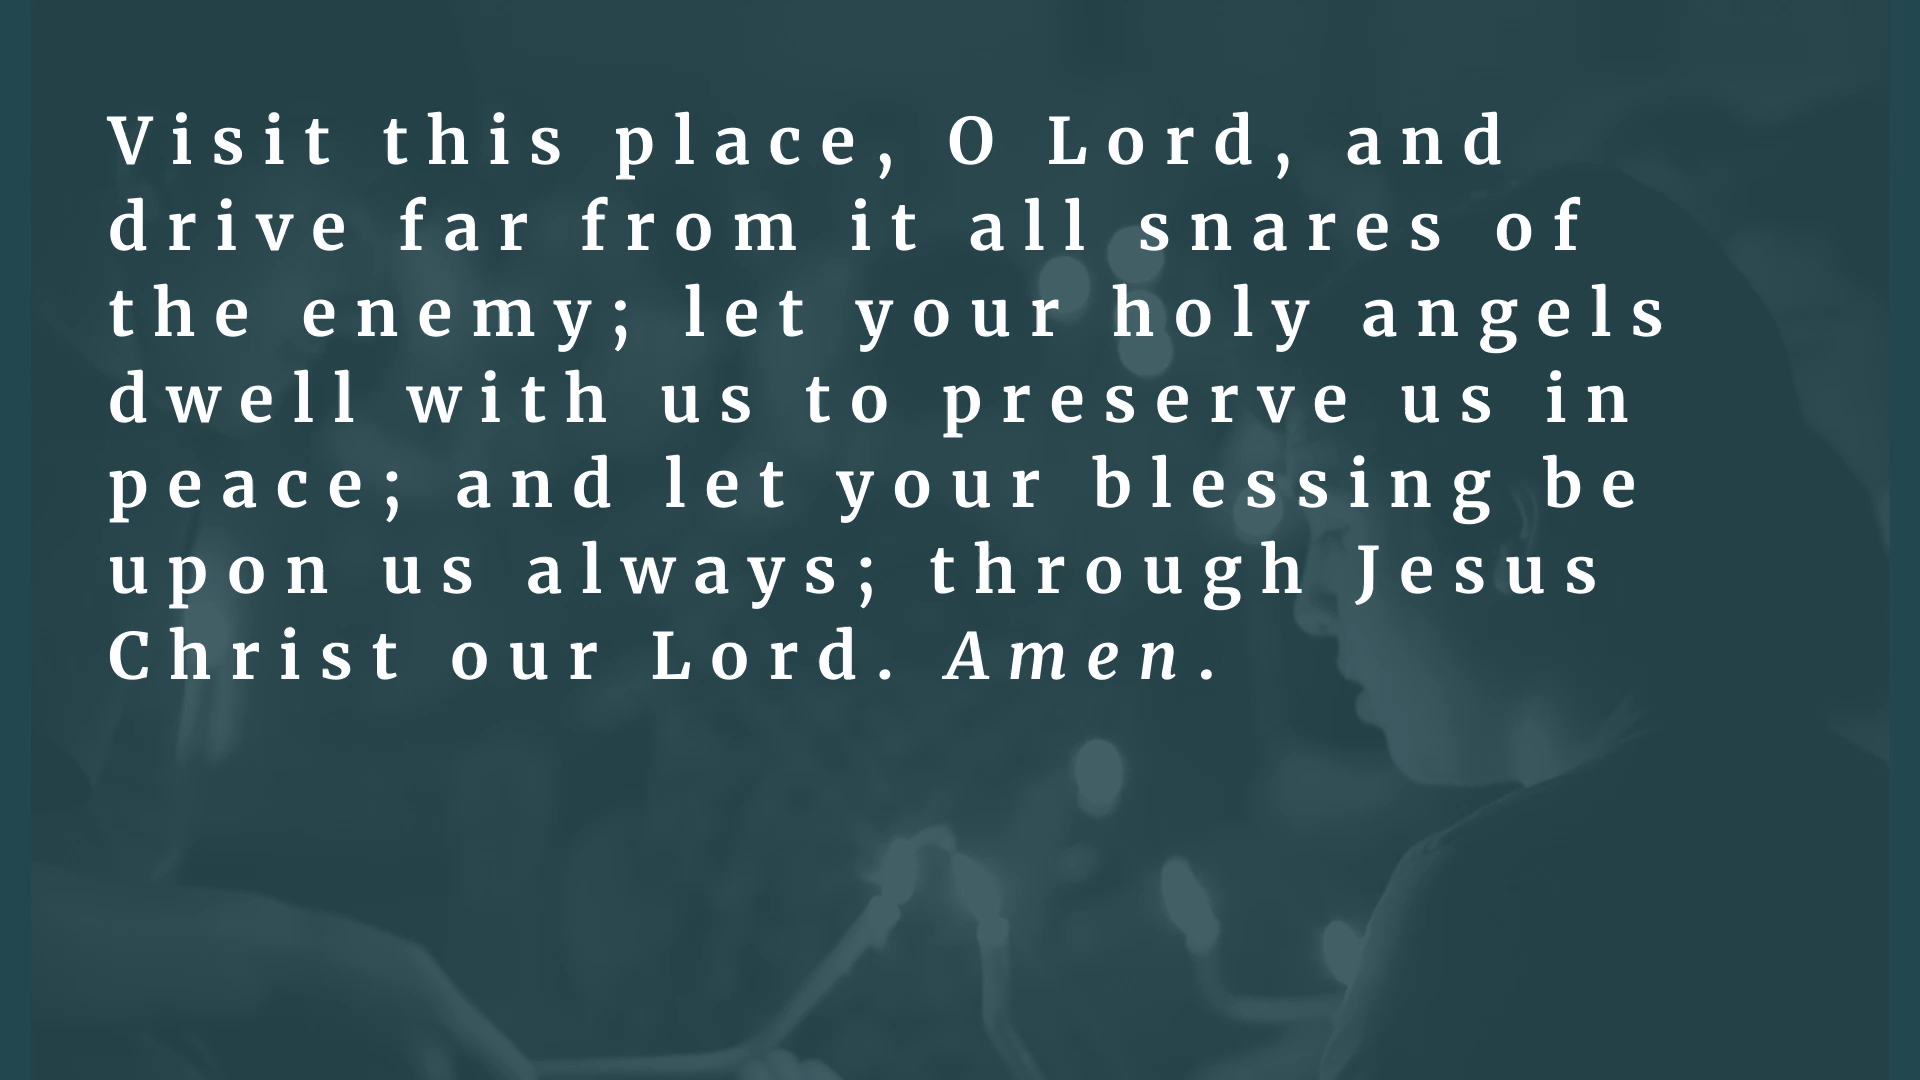 Visit this place, O Lord, and
drive far from it all snares of
the enemy; let your holy angels
dwell with us to preserve us in
peace; and let your blessing be
upon us always; through Jesus
Christ our Lord. Amen.